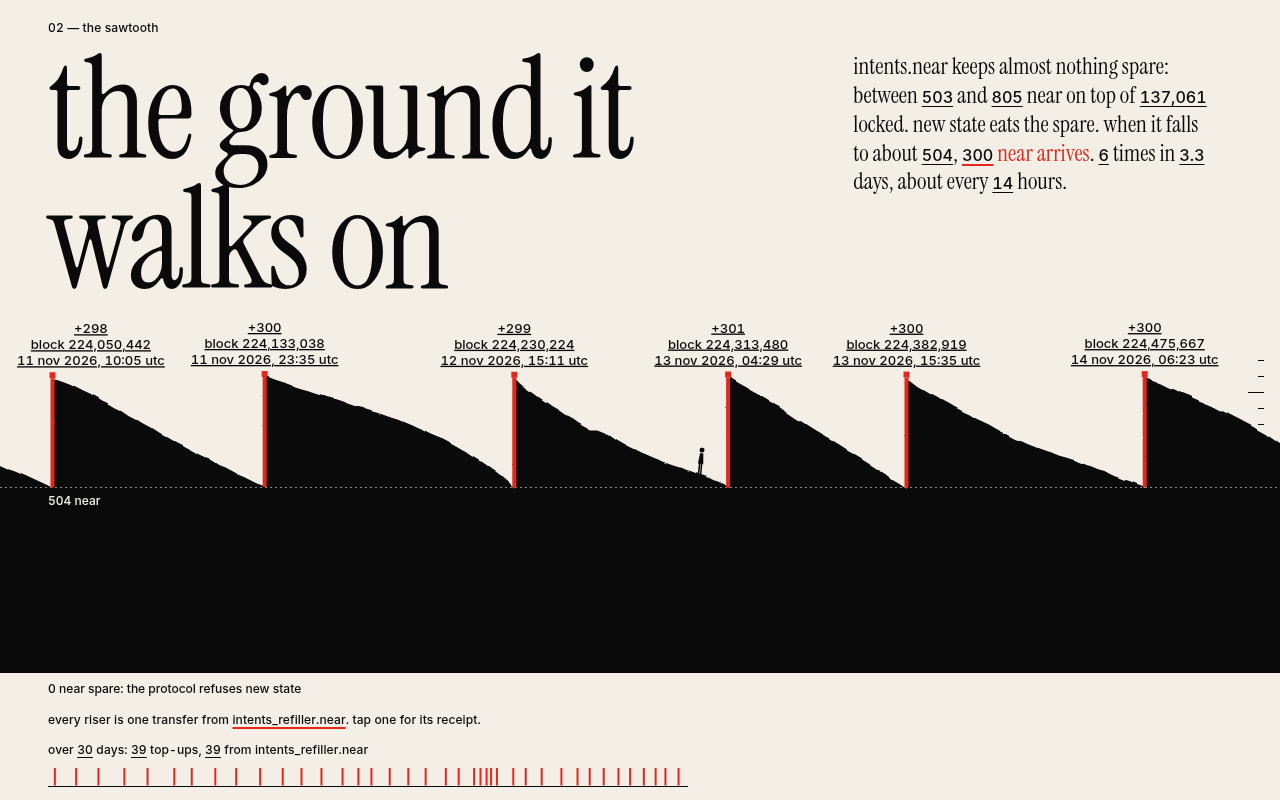 02 — the sawtooth
the ground it
walks on
intents.near keeps almost nothing spare:
between 503 and 805 near on top of 137,061
locked. new state eats the spare. when it falls
to about 504, 300 near arrives. 6 times in 3.3
days, about every 14 hours.
+298
block 224,050,442
11 nov 2026, 10:05 utc
+300
block 224,133,038
11 nov 2026, 23:35 utc
+299
block 224,230,224
12 nov 2026, 15:11 utc
+301
block 224,313,480
13 nov 2026, 04:29 utc
+300
block 224,382,919
13 nov 2026, 15:35 utc
+300
block 224,475,667
14 nov 2026, 06:23 utc
504 near
0 near spare: the protocol refuses new state
every riser is one transfer from intents_refiller.near. tap one for its receipt.
over 30 days: 39 top-ups, 39 from intents_refiller.near